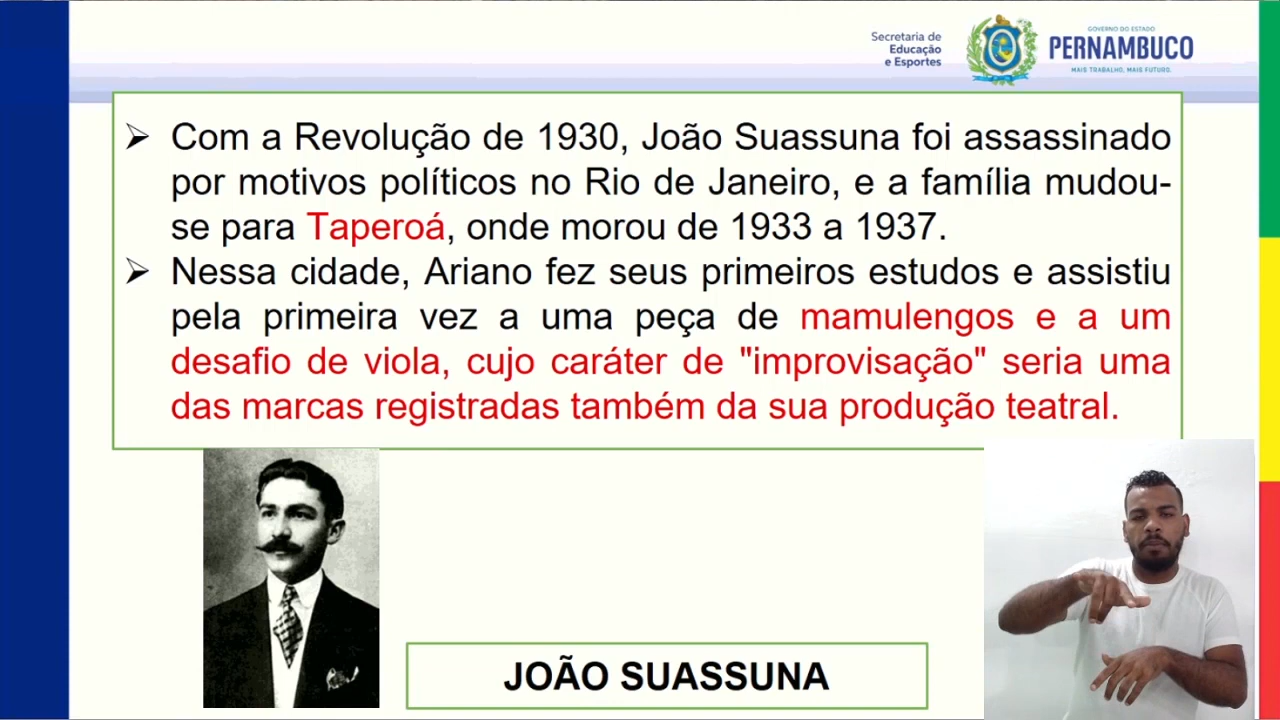 Secretaria de
Educação
e Esportes
GOVERNO DO ESTADO
PERNAMBUCO
MAIS TRABALHO, MAIS FUTURO.
➢ Com a Revolução de 1930, João Suassuna foi assassinado
por motivos políticos no Rio de Janeiro, e a família mudou-
se para Taperoá, onde morou de 1933 a 1937.
➢ Nessa cidade, Ariano fez seus primeiros estudos e assistiu
pela primeira vez a uma peça de mamulengos e a um
desafio de viola, cujo caráter de "improvisação" seria uma
das marcas registradas também da sua produção teatral.
JOÃO SUASSUNA